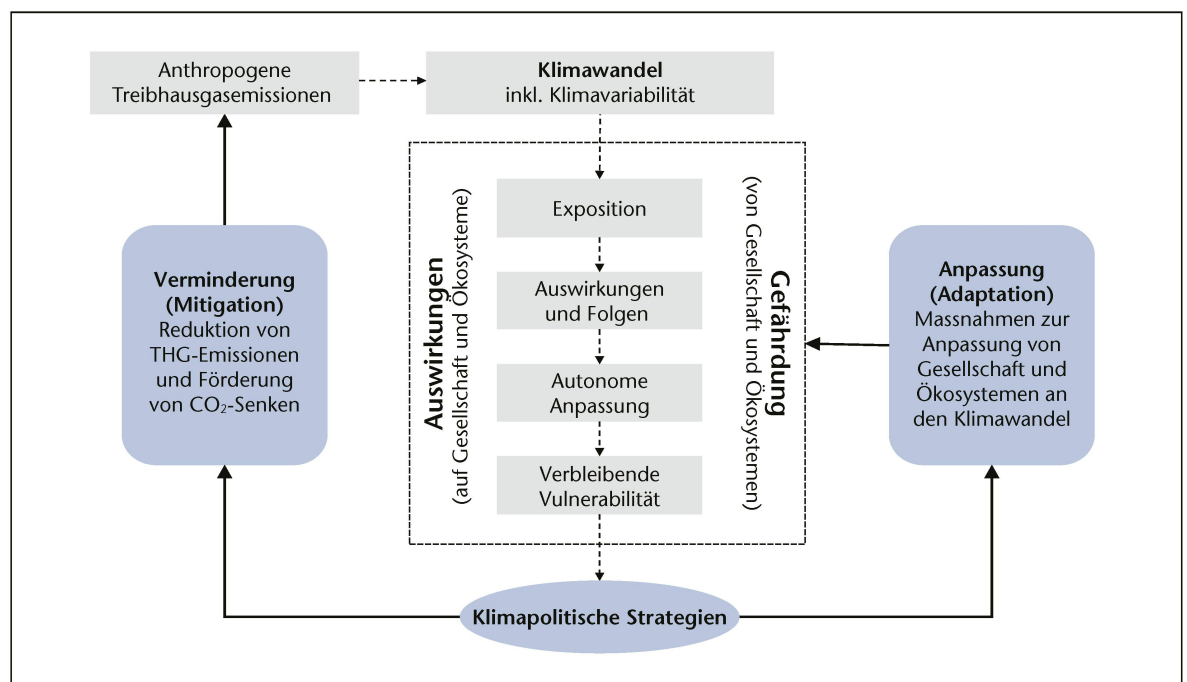 Anthropogene
Treibhausgasemissionen
Klimawandel
inkl. Klimavariabilität
Auswirkungen
(auf Gesellschaft und Ökosysteme)
Exposition
Auswirkungen
und Folgen
Autonome
Anpassung
Verbleibende
Vulnerabilität
Gefährdung
(von Gesellschaft und Ökosystemen)
Verminderung
(Mitigation)
Reduktion von
THG-Emissionen
und Förderung
von CO₂-Senken
Anpassung
(Adaptation)
Massnahmen zur
Anpassung von
Gesellschaft und
Ökosystemen an
den Klimawandel
Klimapolitische Strategien